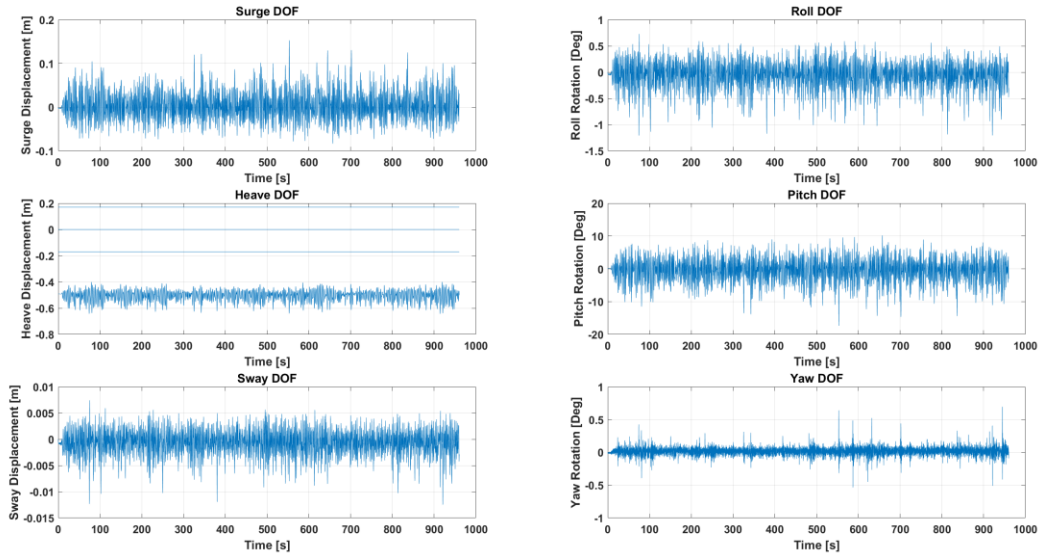 Surge DOF
Surge Displacement [m]
0.2
0.1
0
-0.1
0 100 200 300 400 500 600 700 800 900 1000
Time [s]
Roll DOF
Roll Rotation [Deg]
1
0.5
0
-0.5
-1
-1.5
0 100 200 300 400 500 600 700 800 900 1000
Time [s]
Heave DOF
Heave Displacement [m]
0.2
0
-0.2
-0.4
-0.6
-0.8
0 100 200 300 400 500 600 700 800 900 1000
Time [s]
Pitch DOF
Pitch Rotation [Deg]
20
10
0
-10
-20
0 100 200 300 400 500 600 700 800 900 1000
Time [s]
Sway DOF
Sway Displacement [m]
0.01
0.005
0
-0.005
-0.01
-0.015
0 100 200 300 400 500 600 700 800 900 1000
Time [s]
Yaw DOF
Yaw Rotation [Deg]
1
0.5
0
-0.5
-1
0 100 200 300 400 500 600 700 800 900 1000
Time [s]